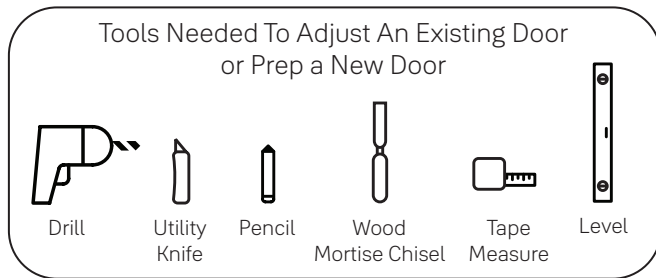 Tools Needed To Adjust An Existing Door
or Prep a New Door
Drill
Utility
Knife
Pencil
Wood
Mortise Chisel
Tape
Measure
Level